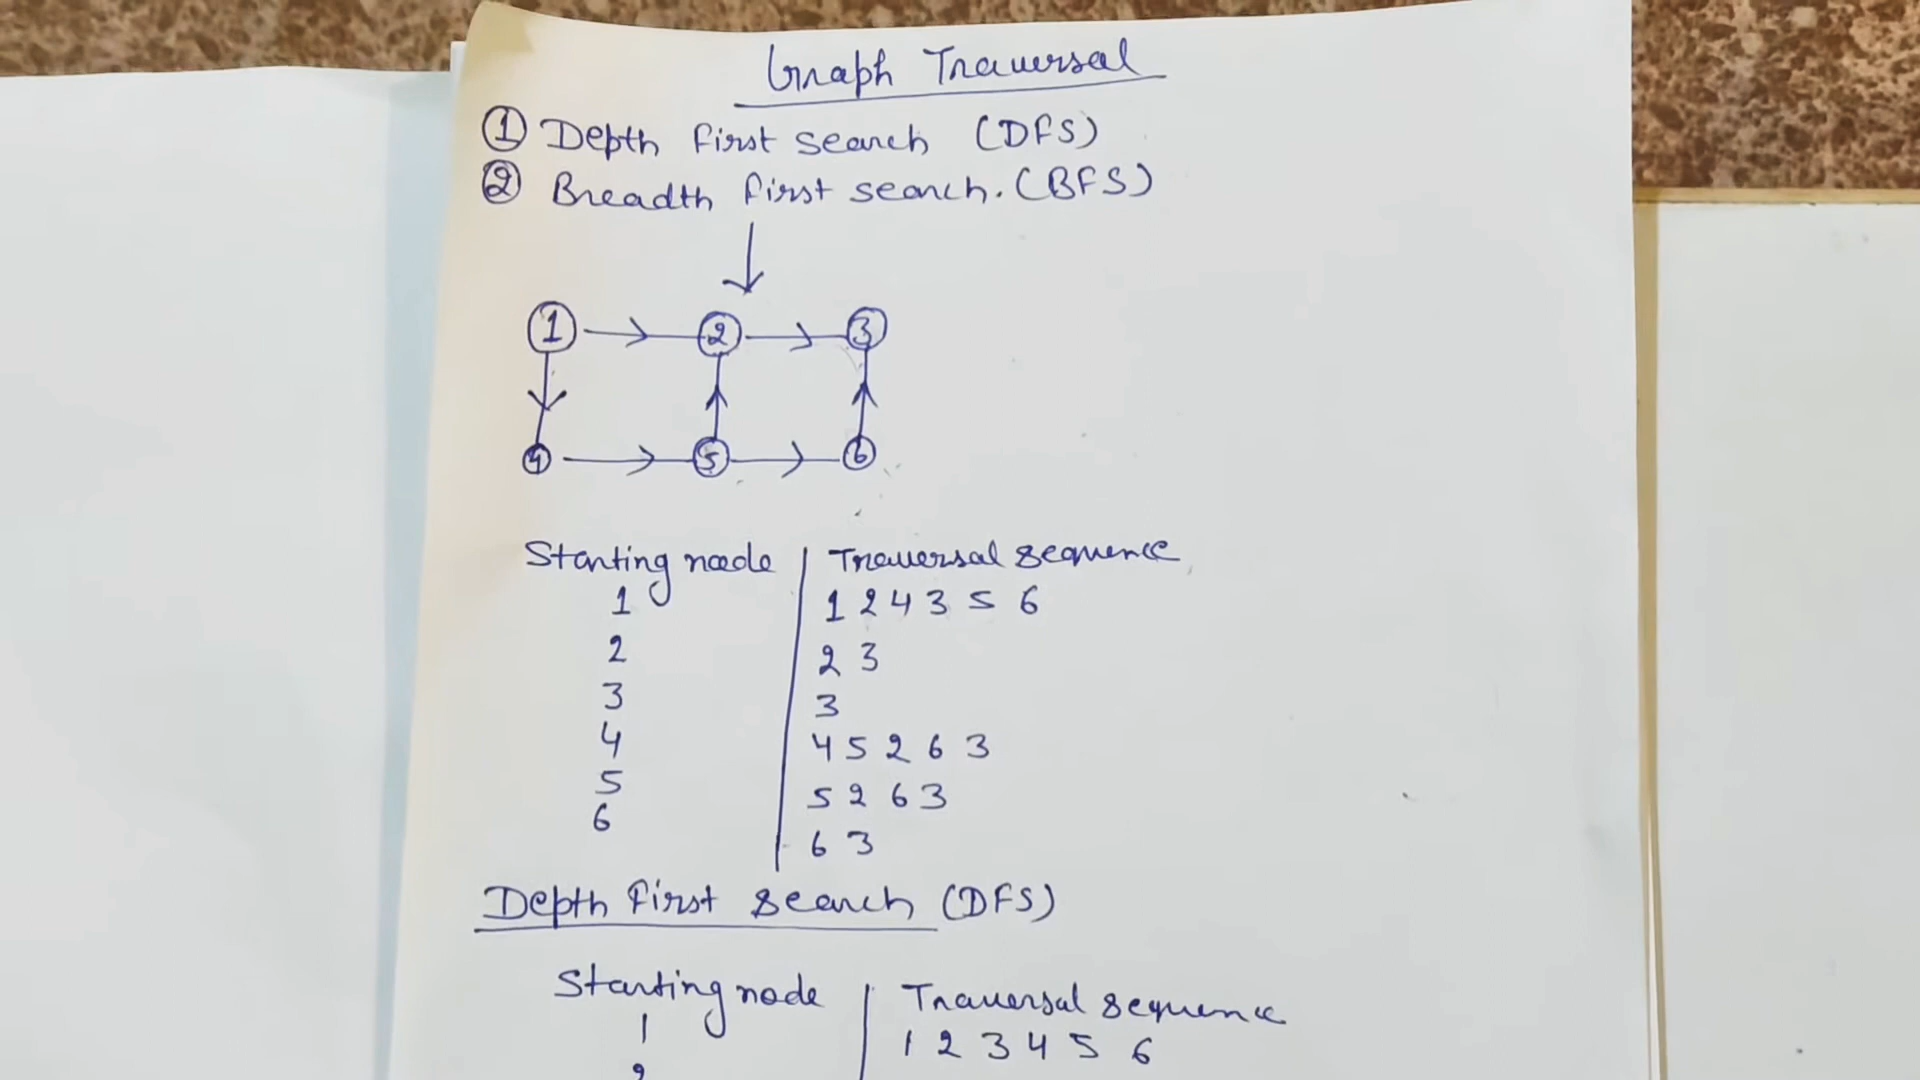 Graph Traversal
① Depth first search (DFS)
② Breadth first search. (BFS)
1 2 3
4 5 6
Starting node | Traversal sequence
1 1 2 4 3 5 6
2 2 3
3 3
4 4 5 2 6 3
5 5 2 6 3
6 6 3
Depth first search (DFS)
Starting node | Traversal sequence
1 1 2 3 4 5 6
2